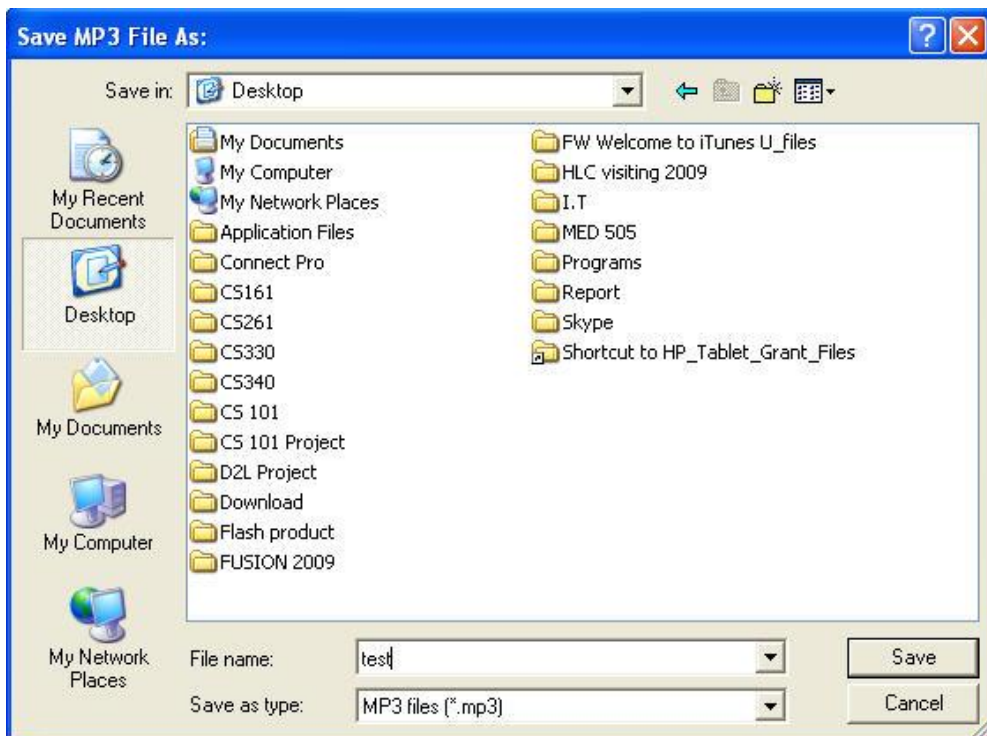 Save MP3 File As:
Save in: Desktop
My Recent
Documents
Desktop
My Documents
My Computer
My Network
Places
My Documents
My Computer
My Network Places
Application Files
Connect Pro
CS161
CS261
CS330
CS340
CS 101
CS 101 Project
D2L Project
Download
Flash product
FUSION 2009
FW Welcome to iTunes U_files
HLC visiting 2009
I.T
MED 505
Programs
Report
Skype
Shortcut to HP_Tablet_Grant_Files
File name: test Save
Save as type: MP3 files (*.mp3) Cancel